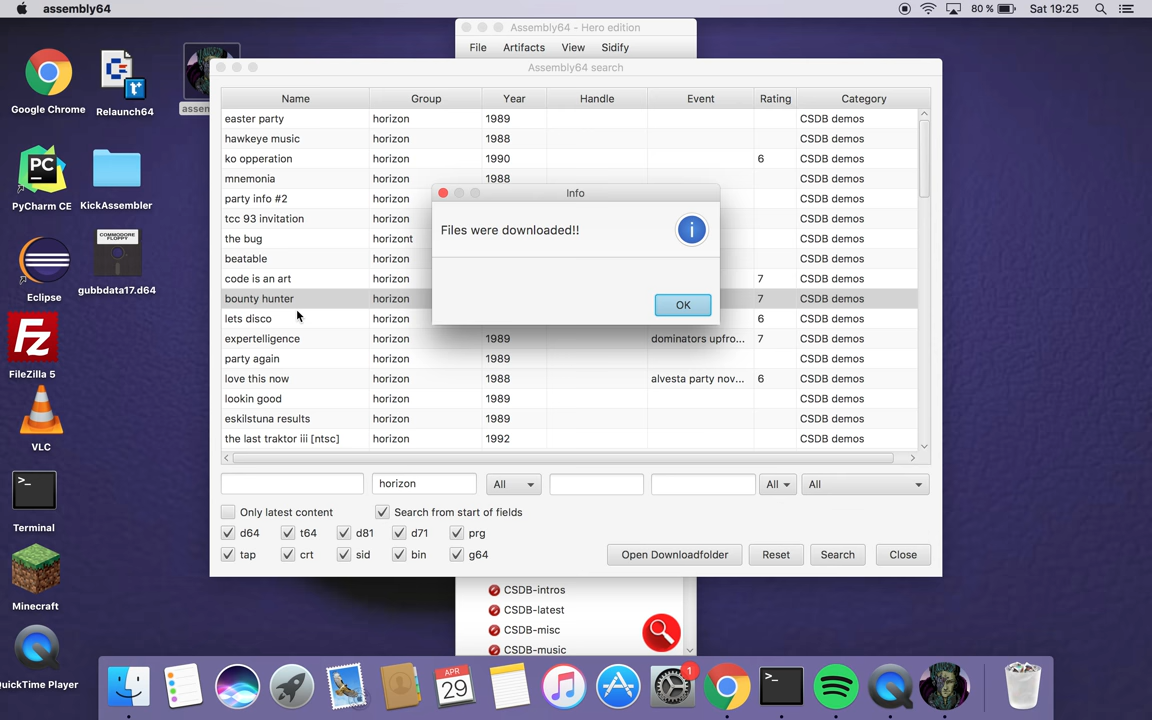 assembly64
80 %
Sat 19:25
Assembly64 - Hero edition
File Artifacts View Sidify
Assembly64 search
Name Group Year Handle Event Rating Category
easter party horizon 1989 CSDB demos
hawkeye music horizon 1988 CSDB demos
ko opperation horizon 1990 6 CSDB demos
mnemonia horizon 1988 CSDB demos
party info #2 horizon CSDB demos
tcc 93 invitation horizon CSDB demos
the bug horizont CSDB demos
beatable horizon CSDB demos
code is an art horizon 7 CSDB demos
bounty hunter horizon 7 CSDB demos
lets disco horizon 6 CSDB demos
expertelligence horizon 1989 dominators upfro... 7 CSDB demos
party again horizon 1989 CSDB demos
love this now horizon 1988 alvesta party nov... 6 CSDB demos
lookin good horizon 1989 CSDB demos
eskilstuna results horizon 1989 CSDB demos
the last traktor iii [ntsc] horizon 1992 CSDB demos
Info
Files were downloaded!!
OK
horizon All All All
Only latest content Search from start of fields
d64 t64 d81 d71 prg
tap crt sid bin g64
Open Downloadfolder Reset Search Close
CSDB-intros
CSDB-latest
CSDB-misc
CSDB-music
Google Chrome
Relaunch64
assem
PC
PyCharm CE
KickAssembler
COMMODORE
FLOPPY
Eclipse
gubbdata17.d64
Fz
FileZilla 5
VLC
>_
Terminal
Minecraft
uickTime Player
APR
29
1
>_